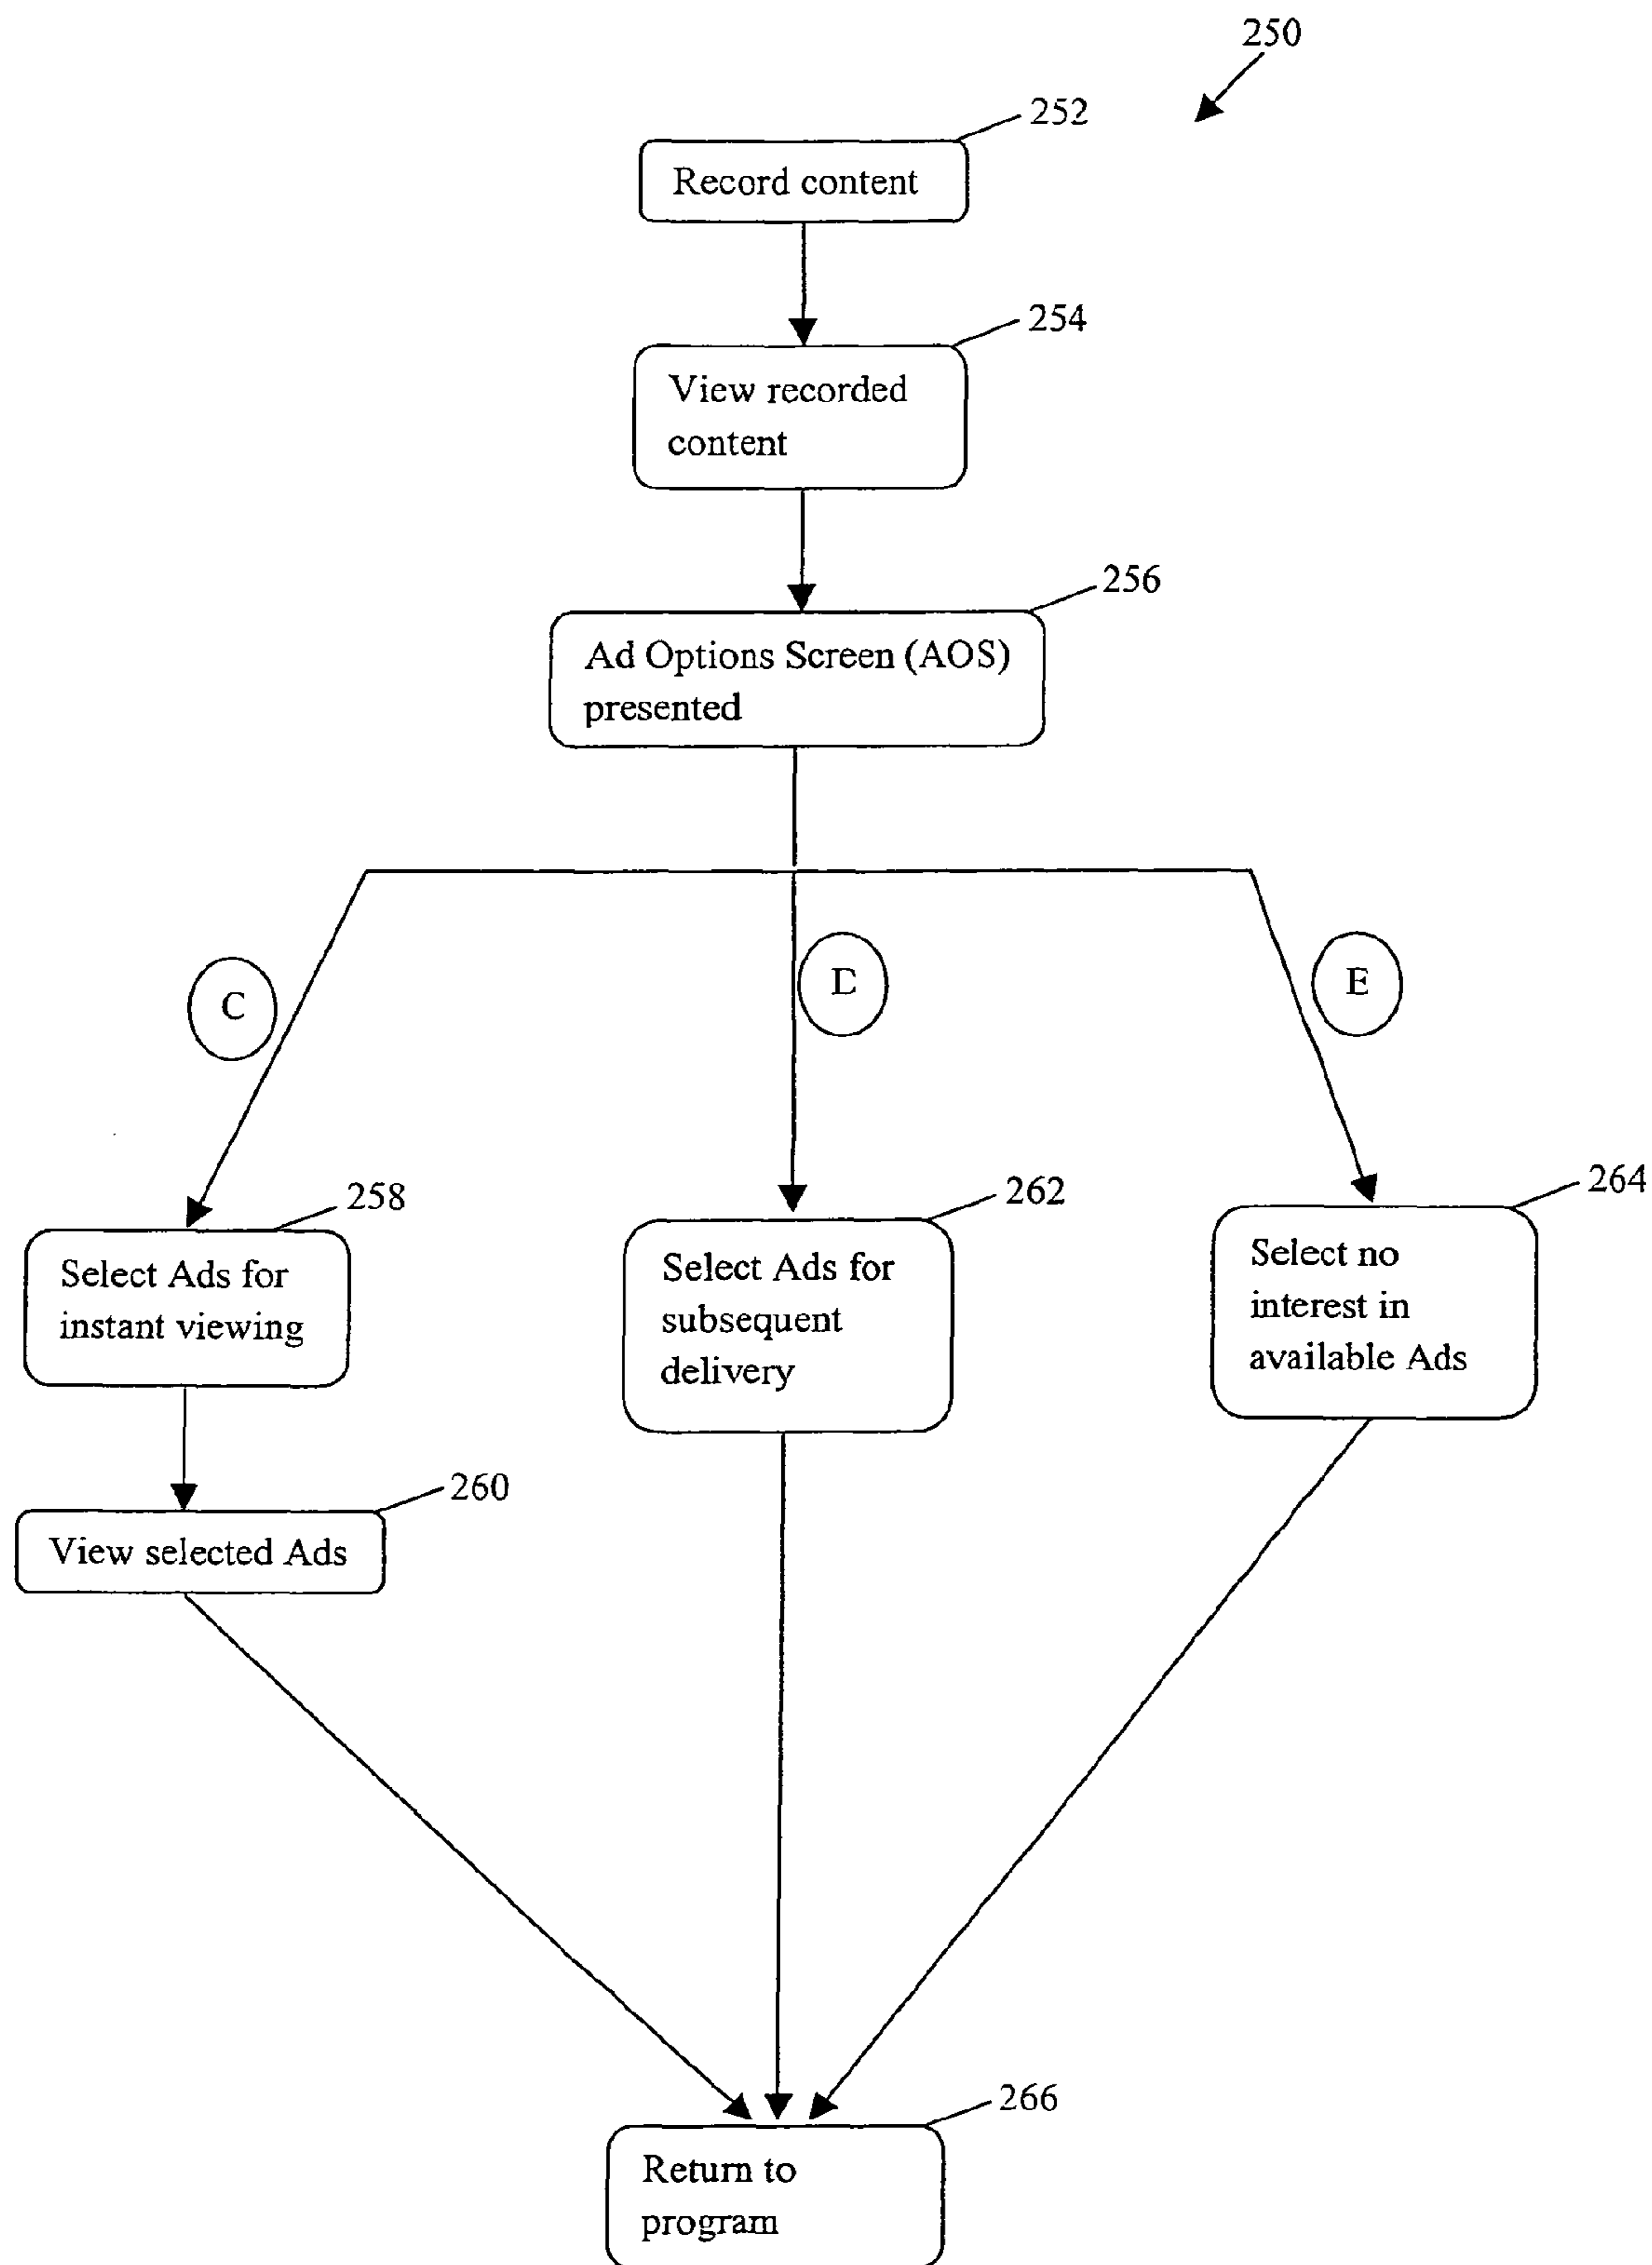 250
252
Record content
254
View recorded
content
256
Ad Options Screen (AOS)
presented
C
D
E
258
Select Ads for
instant viewing
262
Select Ads for
subsequent
delivery
264
Select no
interest in
available Ads
260
View selected Ads
266
Return to
program